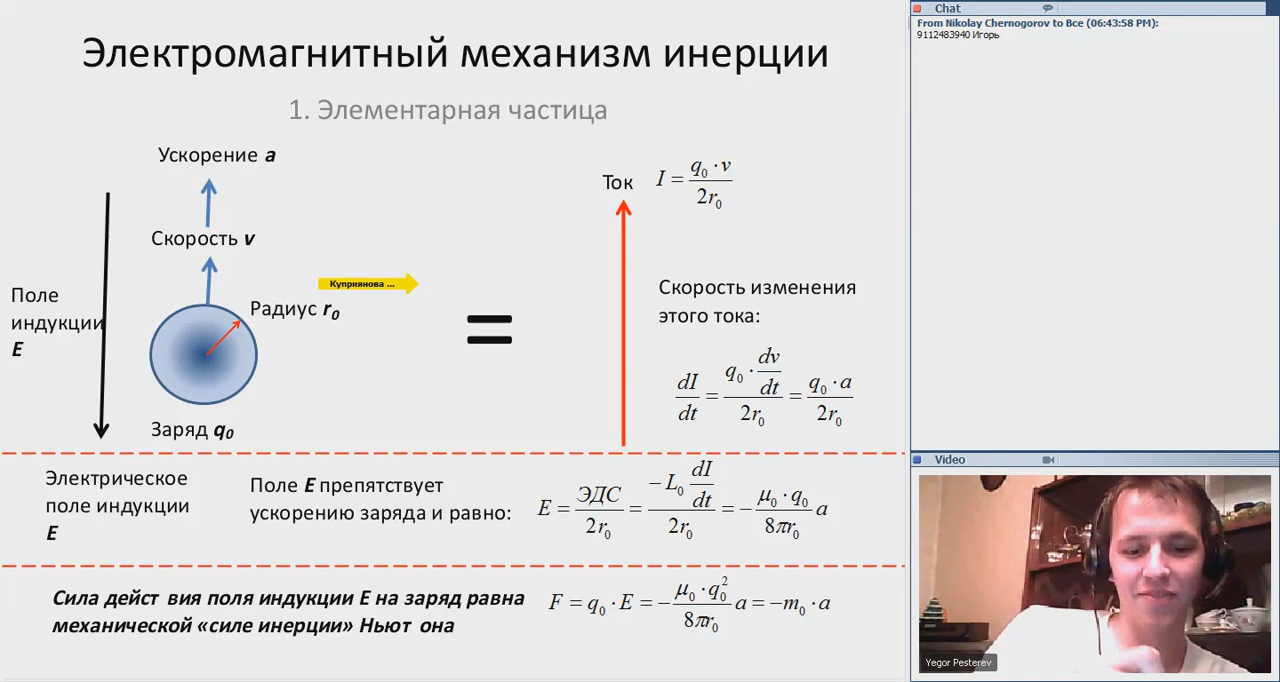 Электромагнитный механизм инерции
1. Элементарная частица
Ускорение a
Скорость v
Поле
индукции
E
Радиус r₀
Заряд q₀
Куприянова ...
=
Ток I = q₀ · v / 2r₀
Скорость изменения
этого тока:
dI/dt = q₀ · (dv/dt) / 2r₀ = q₀ · a / 2r₀
Электрическое
поле индукции
E
Поле E препятствует
ускорению заряда и равно:
E = ЭДС / 2r₀ = −L₀ (dI/dt) / 2r₀ = − (μ₀ · q₀ / 8πr₀) a
Сила дейст вия поля индукции E на заряд равна
механической «силе инерции» Ньют она
F = q₀ · E = − (μ₀ · q₀² / 8πr₀) a = −m₀ · a
Chat
From Nikolay Chernogorov to Все (06:43:58 PM):
9112483940 Игорь
Video
Yegor Pesterev